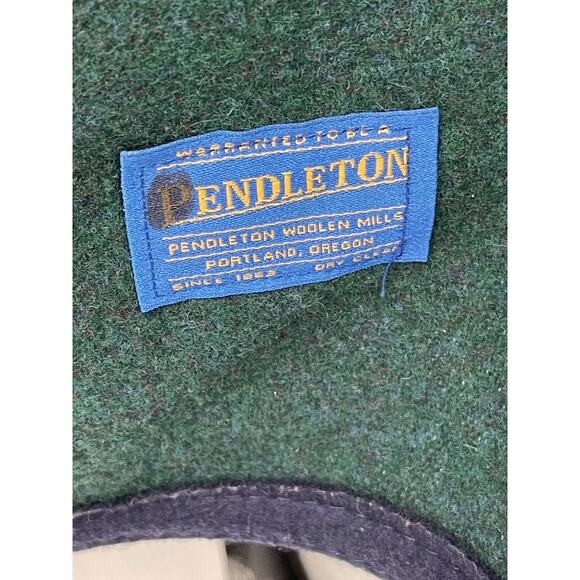 WARRANTED TO BE A
PENDLETON
PENDLETON WOOLEN MILLS
PORTLAND, OREGON
SINCE 1863 DRY CLEAN